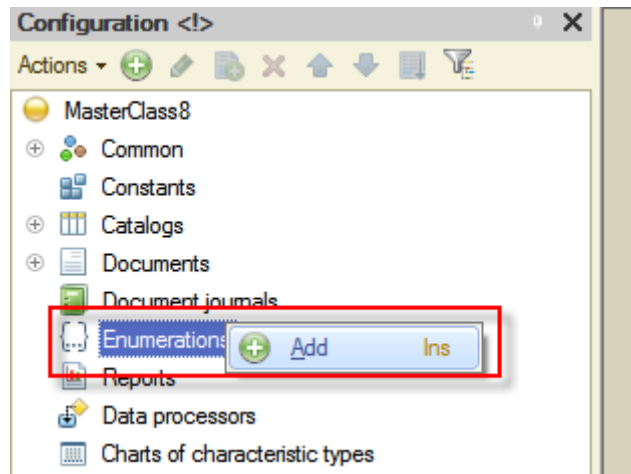 Configuration <!>
Actions
MasterClass8
Common
Constants
Catalogs
Documents
Document journals
Enumerations
Add Ins
Reports
Data processors
Charts of characteristic types